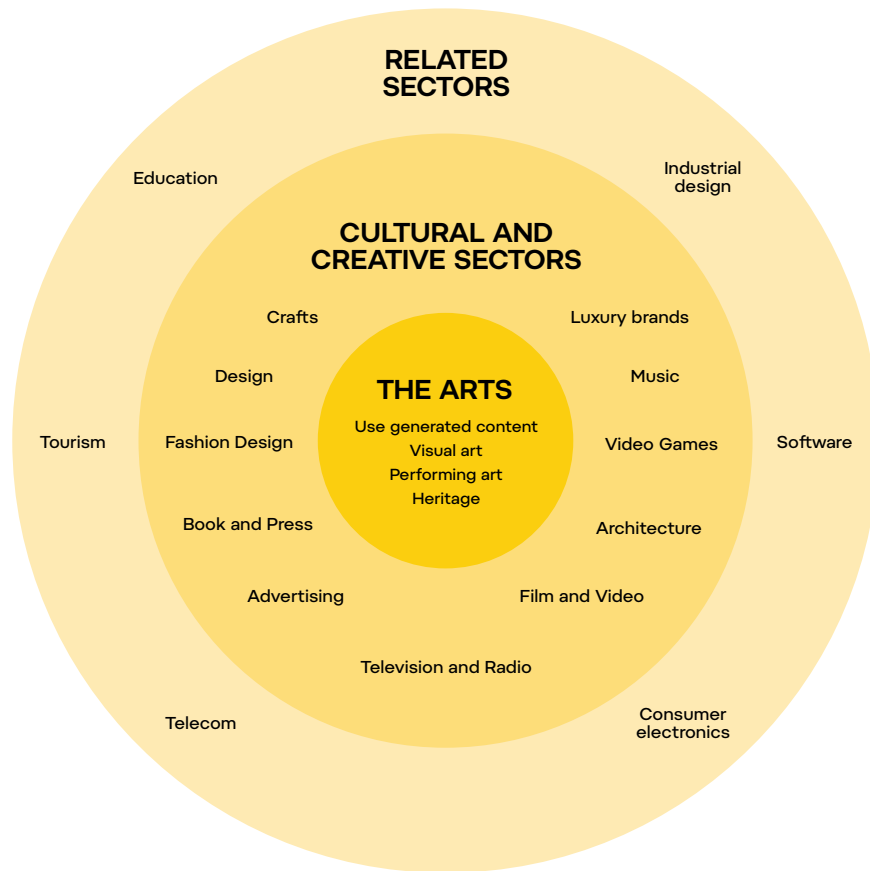 RELATED
SECTORS
Education
Industrial
design
CULTURAL AND
CREATIVE SECTORS
Crafts
Luxury brands
Design
Music
THE ARTS
Use generated content
Visual art
Performing art
Heritage
Tourism
Fashion Design
Video Games
Software
Book and Press
Architecture
Advertising
Film and Video
Television and Radio
Telecom
Consumer
electronics